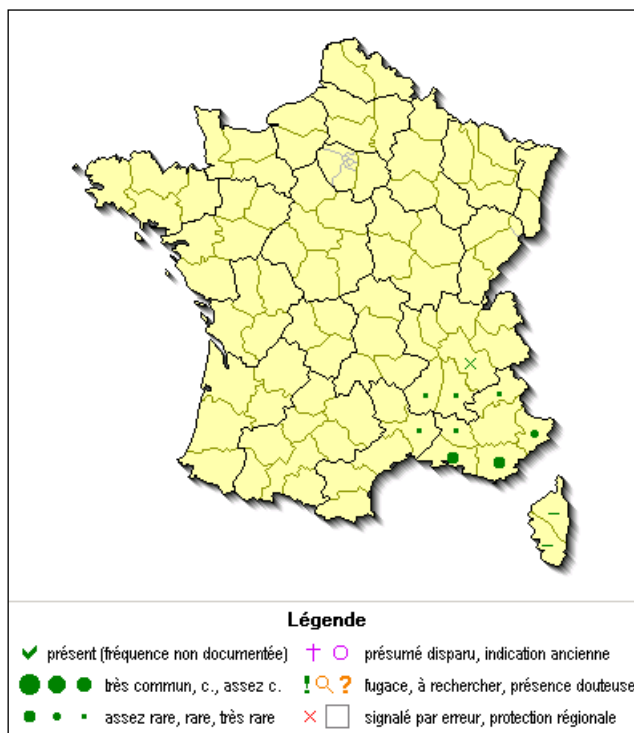 Légende
présent (fréquence non documentée) présumé disparu, indication ancienne
très commun, c., assez c. ! ? fugace, à rechercher, présence douteuse
assez rare, rare, très rare signalé par erreur, protection régionale